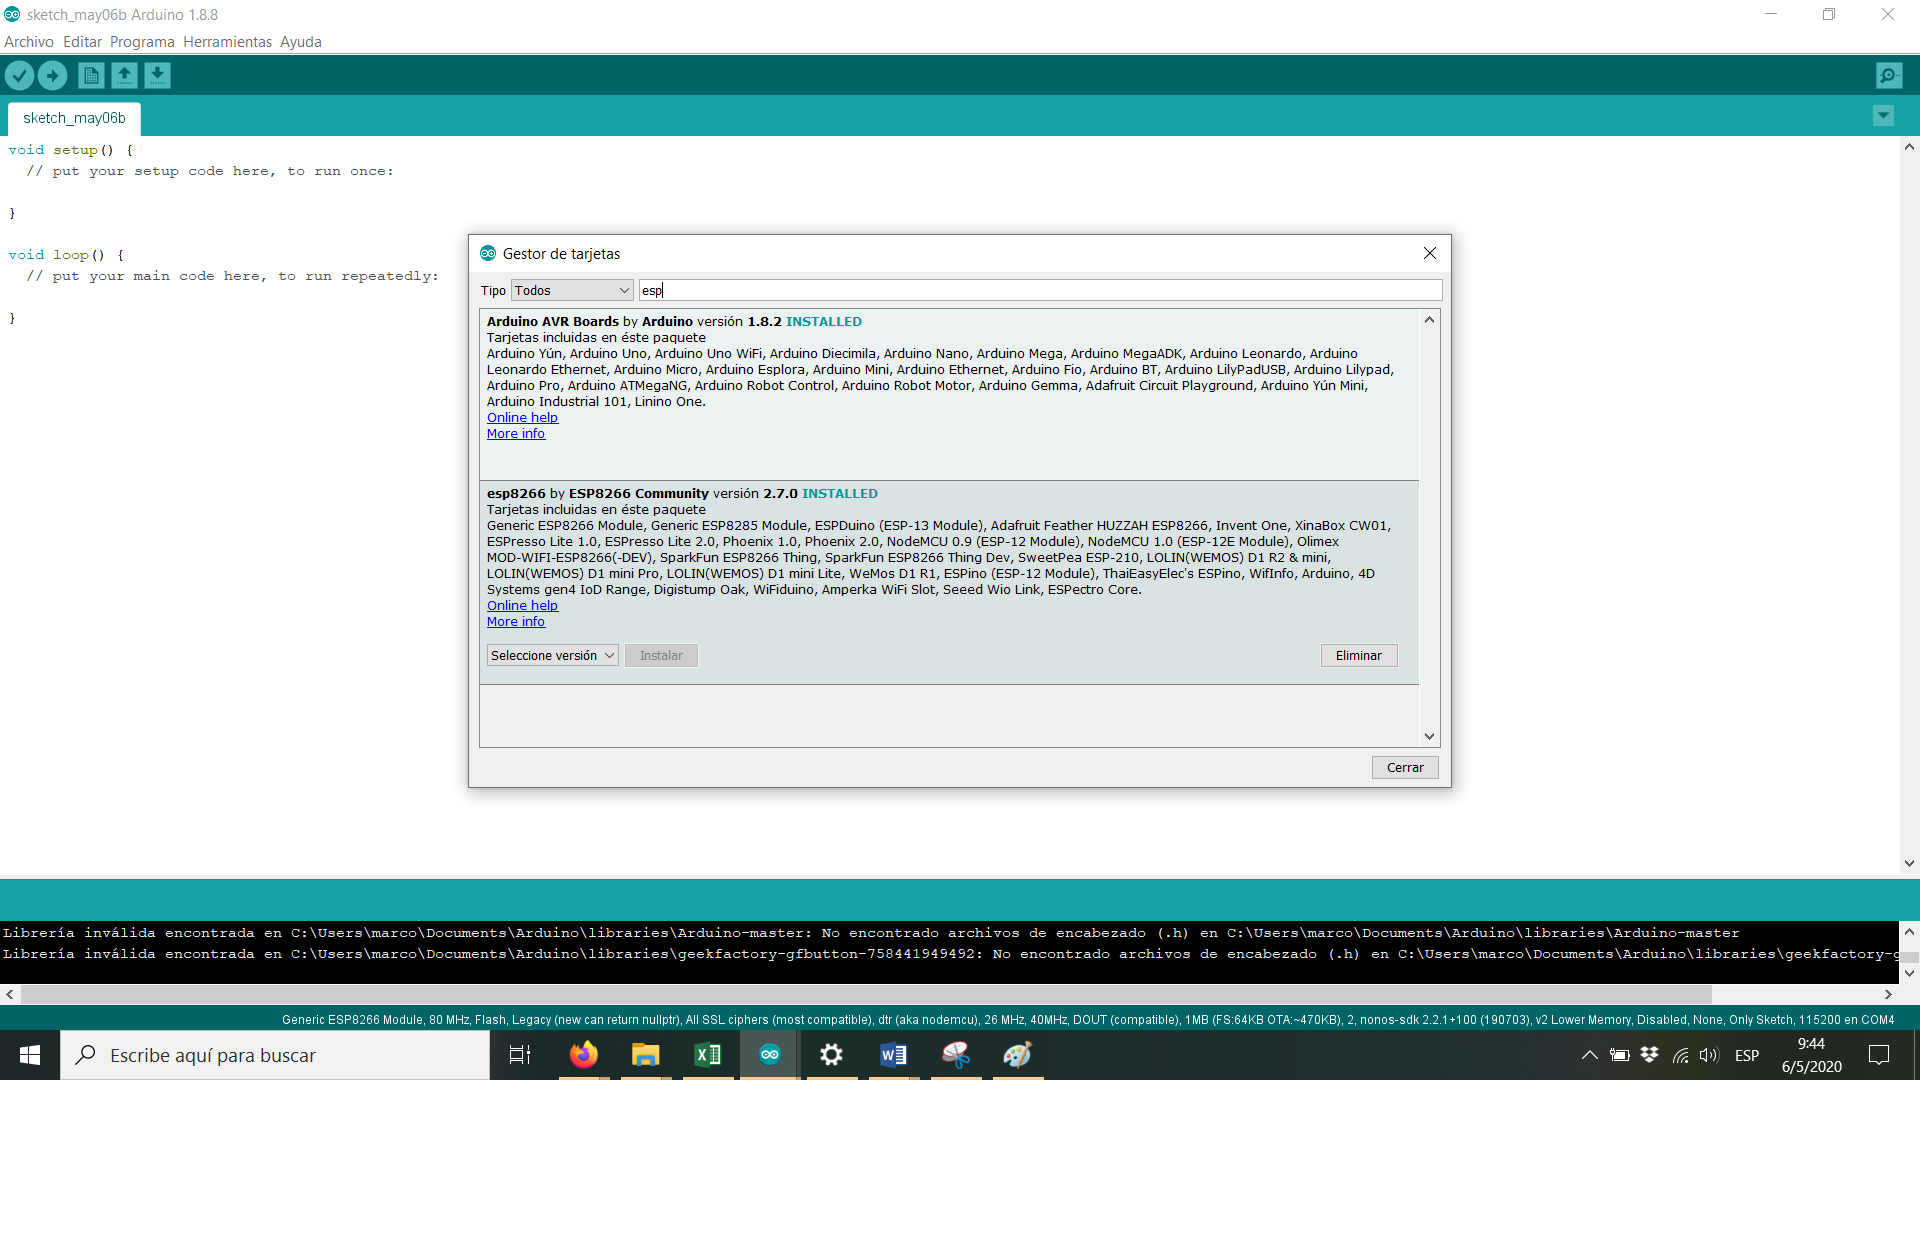 sketch_may06b Arduino 1.8.8
Archivo Editar Programa Herramientas Ayuda
sketch_may06b
void setup() {
// put your setup code here, to run once:
}
void loop() {
// put your main code here, to run repeatedly:
}
Gestor de tarjetas
Tipo Todos esp
Arduino AVR Boards by Arduino versión 1.8.2 INSTALLED
Tarjetas incluidas en éste paquete
Arduino Yún, Arduino Uno, Arduino Uno WiFi, Arduino Diecimila, Arduino Nano, Arduino Mega, Arduino MegaADK, Arduino Leonardo, Arduino
Leonardo Ethernet, Arduino Micro, Arduino Esplora, Arduino Mini, Arduino Ethernet, Arduino Fio, Arduino BT, Arduino LilyPadUSB, Arduino Lilypad,
Arduino Pro, Arduino ATMegaNG, Arduino Robot Control, Arduino Robot Motor, Arduino Gemma, Adafruit Circuit Playground, Arduino Yún Mini,
Arduino Industrial 101, Linino One.
Online help
More info
esp8266 by ESP8266 Community versión 2.7.0 INSTALLED
Tarjetas incluidas en éste paquete
Generic ESP8266 Module, Generic ESP8285 Module, ESPDuino (ESP-13 Module), Adafruit Feather HUZZAH ESP8266, Invent One, XinaBox CW01,
ESPresso Lite 1.0, ESPresso Lite 2.0, Phoenix 1.0, Phoenix 2.0, NodeMCU 0.9 (ESP-12 Module), NodeMCU 1.0 (ESP-12E Module), Olimex
MOD-WIFI-ESP8266(-DEV), SparkFun ESP8266 Thing, SparkFun ESP8266 Thing Dev, SweetPea ESP-210, LOLIN(WEMOS) D1 R2 & mini,
LOLIN(WEMOS) D1 mini Pro, LOLIN(WEMOS) D1 mini Lite, WeMos D1 R1, ESPino (ESP-12 Module), ThaiEasyElec's ESPino, WifInfo, Arduino, 4D
Systems gen4 IoD Range, Digistump Oak, WiFiduino, Amperka WiFi Slot, Seeed Wio Link, ESPectro Core.
Online help
More info
Seleccione versión Instalar Eliminar
Cerrar
Librería inválida encontrada en C:\Users\marco\Documents\Arduino\libraries\Arduino-master: No encontrado archivos de encabezado (.h) en C:\Users\marco\Documents\Arduino\libraries\Arduino-master
Librería inválida encontrada en C:\Users\marco\Documents\Arduino\libraries\geekfactory-gfbutton-758441949492: No encontrado archivos de encabezado (.h) en C:\Users\marco\Documents\Arduino\libraries\geekfactory-g
Generic ESP8266 Module, 80 MHz, Flash, Legacy (new can return nullptr), All SSL ciphers (most compatible), dtr (aka nodemcu), 26 MHz, 40MHz, DOUT (compatible), 1MB (FS:64KB OTA:~470KB), 2, nonos-sdk 2.2.1+100 (190703), v2 Lower Memory, Disabled, None, Only Sketch, 115200 en COM4
Escribe aquí para buscar
ESP
9:44
6/5/2020